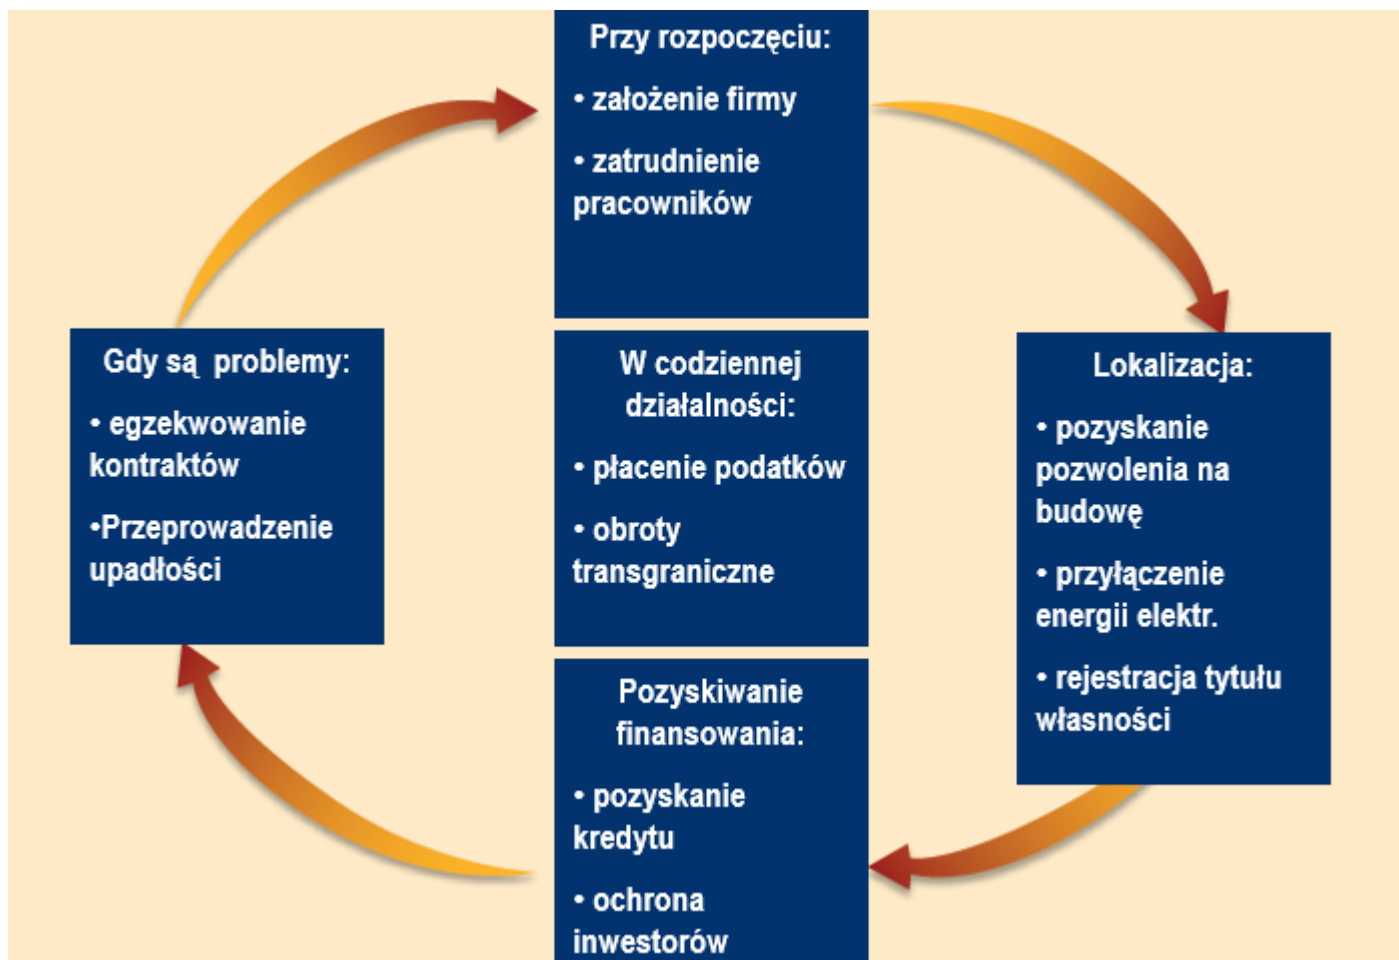 Przy rozpoczęciu:
• założenie firmy
• zatrudnienie
pracowników
Gdy są problemy:
• egzekwowanie
kontraktów
•Przeprowadzenie
upadłości
W codziennej
działalności:
• płacenie podatków
• obroty
transgraniczne
Lokalizacja:
• pozyskanie
pozwolenia na
budowę
• przyłączenie
energii elektr.
• rejestracja tytułu
własności
Pozyskiwanie
finansowania:
• pozyskanie
kredytu
• ochrona
inwestorów